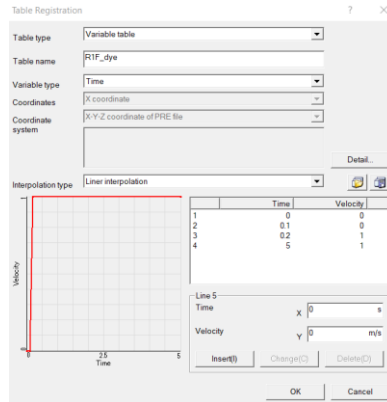 Table Registration ? ×
Table type Variable table
Table name R1F_dye
Variable type Time
Coordinates X coordinate
Coordinate system X-Y-Z coordinate of PRE file
Detail...
Interpolation type Liner interpolation
Time Velocity
1 0 0
2 0.1 0
3 0.2 1
4 5 1
Velocity
1
0
0 2.5 5
Time
Line 5
Time X 0 s
Velocity Y 0 m/s
Insert(I) Change(C) Delete(D)
OK Cancel